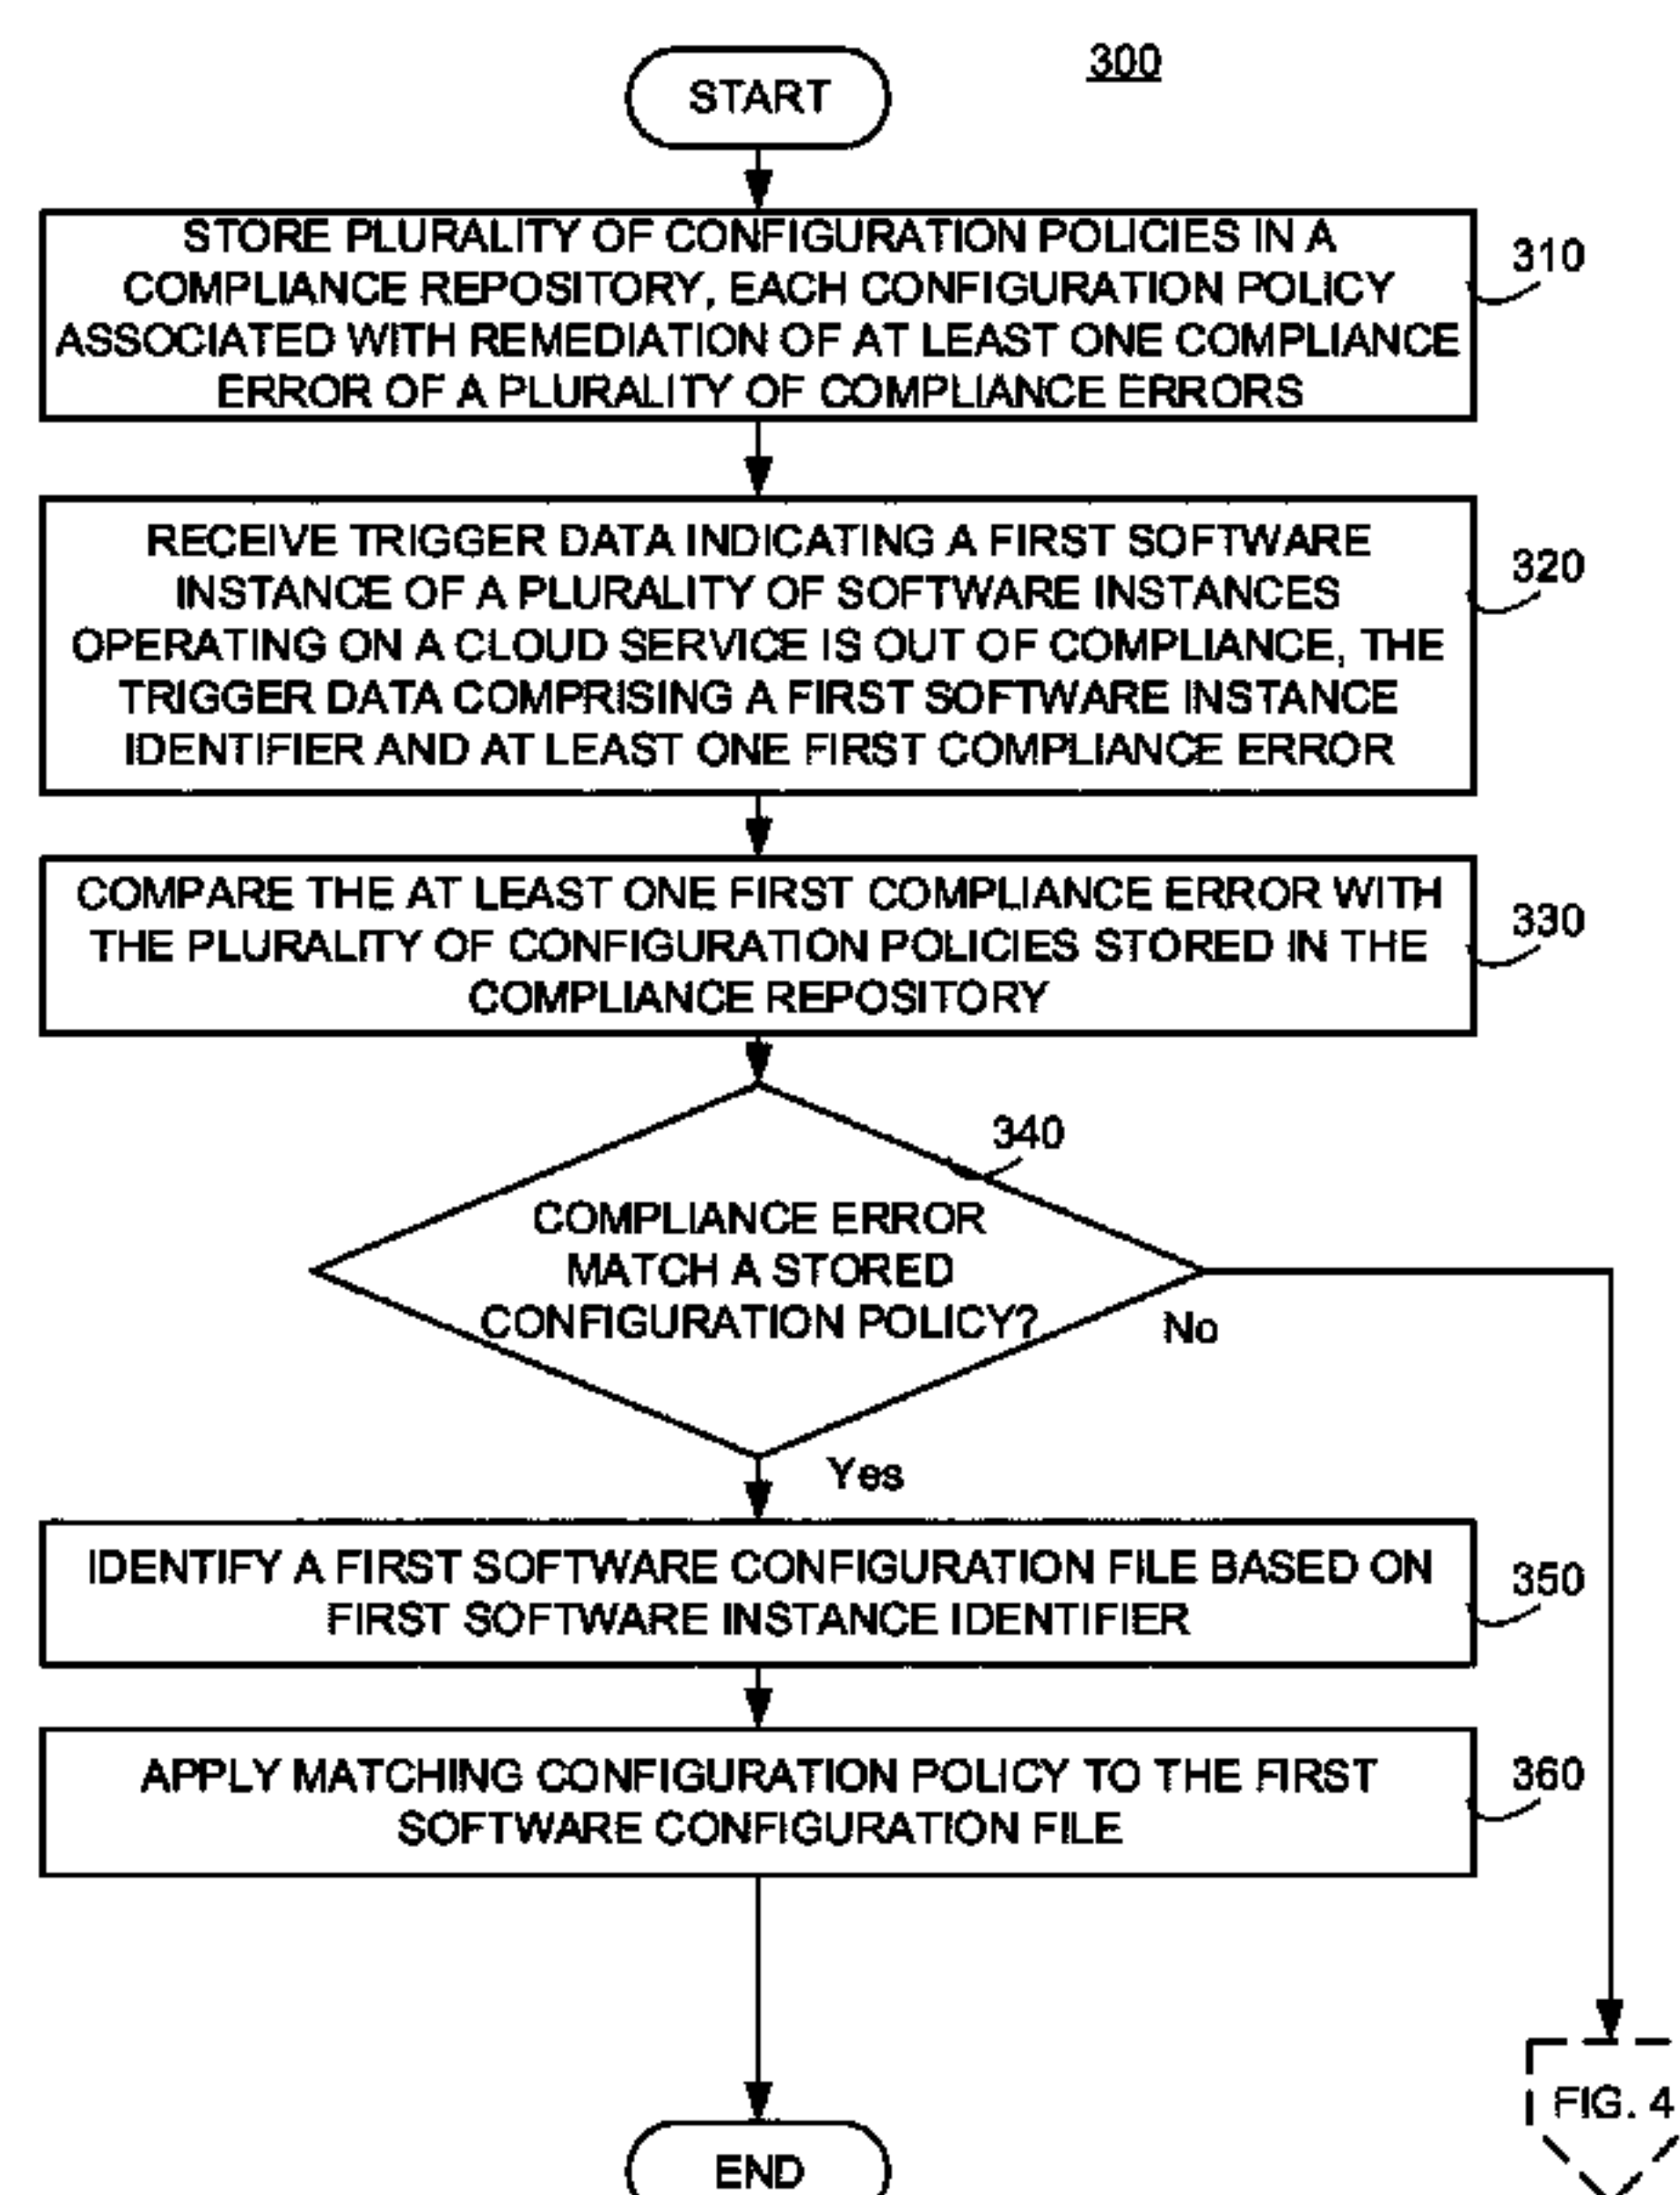 300
START
STORE PLURALITY OF CONFIGURATION POLICIES IN A
COMPLIANCE REPOSITORY, EACH CONFIGURATION POLICY
ASSOCIATED WITH REMEDIATION OF AT LEAST ONE COMPLIANCE
ERROR OF A PLURALITY OF COMPLIANCE ERRORS
310
RECEIVE TRIGGER DATA INDICATING A FIRST SOFTWARE
INSTANCE OF A PLURALITY OF SOFTWARE INSTANCES
OPERATING ON A CLOUD SERVICE IS OUT OF COMPLIANCE, THE
TRIGGER DATA COMPRISING A FIRST SOFTWARE INSTANCE
IDENTIFIER AND AT LEAST ONE FIRST COMPLIANCE ERROR
320
COMPARE THE AT LEAST ONE FIRST COMPLIANCE ERROR WITH
THE PLURALITY OF CONFIGURATION POLICIES STORED IN THE
COMPLIANCE REPOSITORY
330
340
COMPLIANCE ERROR
MATCH A STORED
CONFIGURATION POLICY?
No
Yes
IDENTIFY A FIRST SOFTWARE CONFIGURATION FILE BASED ON
FIRST SOFTWARE INSTANCE IDENTIFIER
350
APPLY MATCHING CONFIGURATION POLICY TO THE FIRST
SOFTWARE CONFIGURATION FILE
360
FIG. 4
END